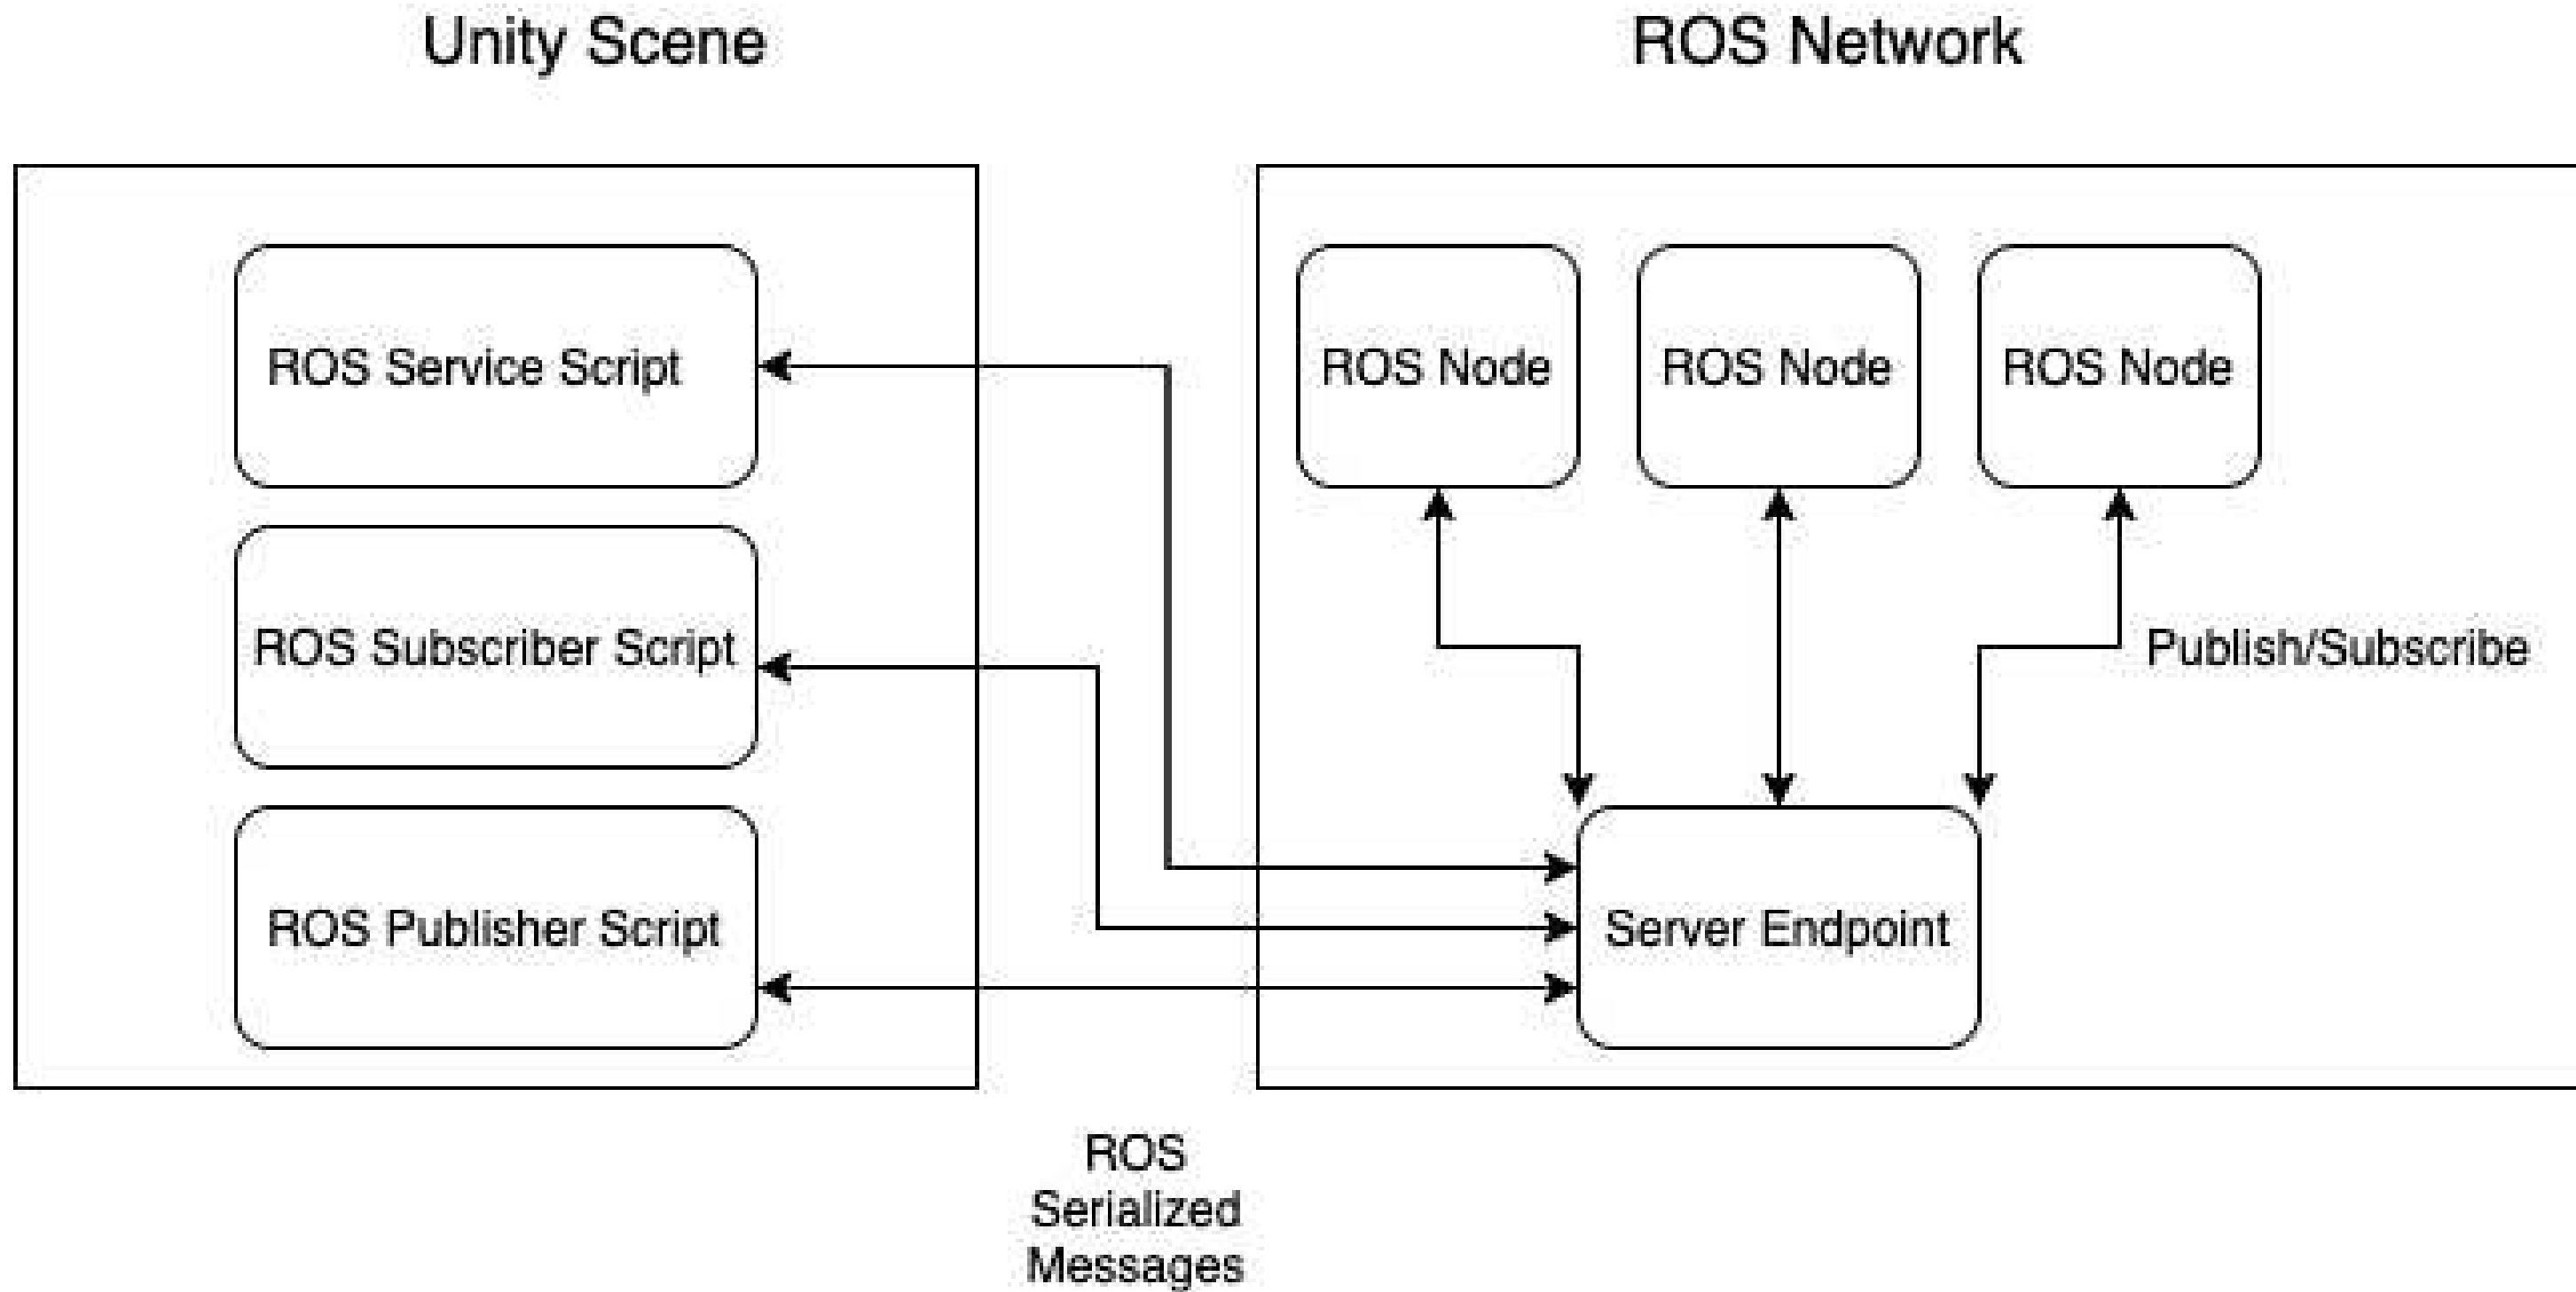 Unity Scene
ROS Network
ROS Service Script
ROS Node
ROS Node
ROS Node
ROS Subscriber Script
Publish/Subscribe
ROS Publisher Script
Server Endpoint
ROS
Serialized
Messages